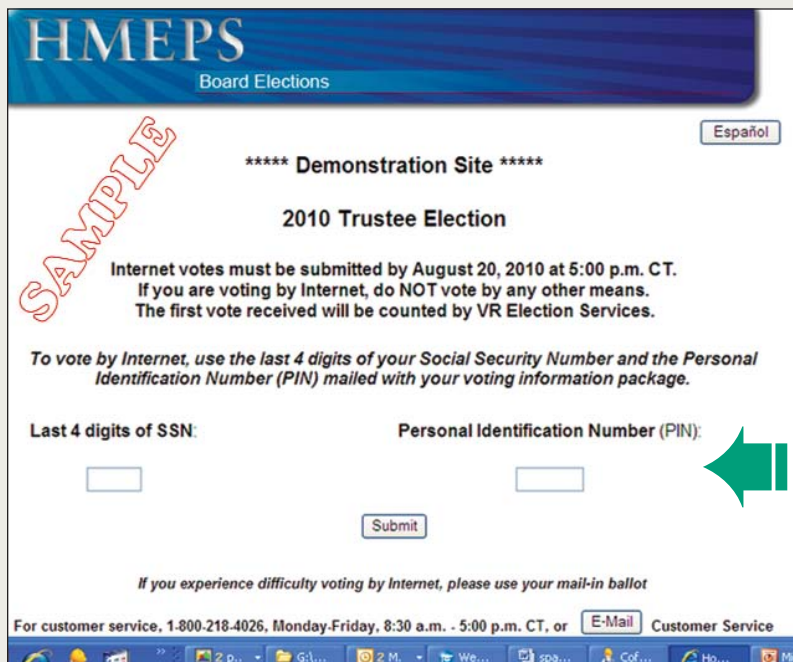 HMEPS
Board Elections
Español
SAMPLE
***** Demonstration Site *****
2010 Trustee Election
Internet votes must be submitted by August 20, 2010 at 5:00 p.m. CT.
If you are voting by Internet, do NOT vote by any other means.
The first vote received will be counted by VR Election Services.
To vote by Internet, use the last 4 digits of your Social Security Number and the Personal
Identification Number (PIN) mailed with your voting information package.
Last 4 digits of SSN: Personal Identification Number (PIN):
Submit
If you experience difficulty voting by Internet, please use your mail-in ballot
For customer service, 1-800-218-4026, Monday-Friday, 8:30 a.m. - 5:00 p.m. CT, or E-Mail Customer Service
2 p... G:\... 2 M. We... spa... Cof... Ho...